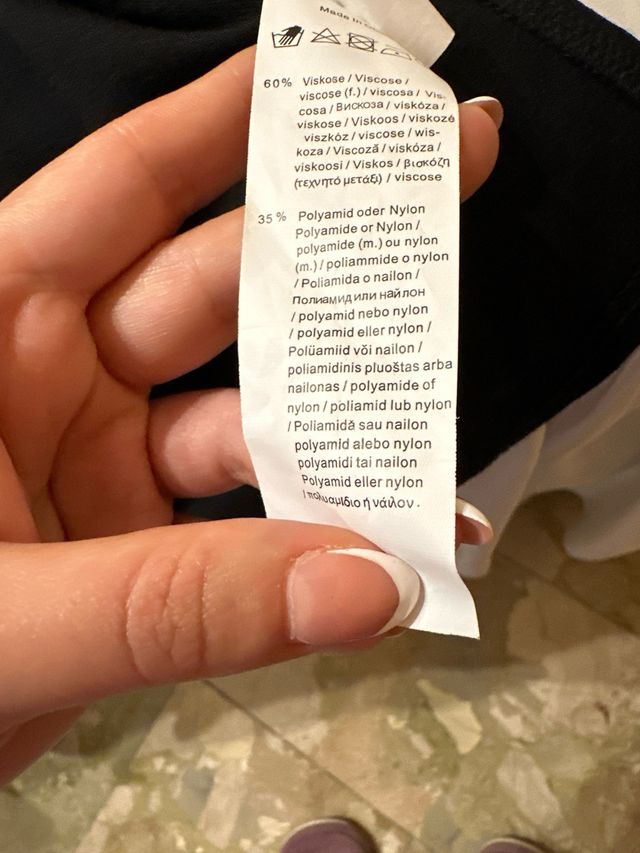 Made in
60% Viskose / Viscose /
viscose (f.) / viscosa / Vis-
cosa / Вискоза / viskóza /
viskose / Viskoos / viskozė
viszkóz / viscose / wis-
koza / Viscoză / viskóza /
viskoosi / Viskos / βισκόζη
(τεχνητό μετάξι) / viscose
35% Polyamid oder Nylon
Polyamide or Nylon /
polyamide (m.) ou nylon
(m.) / poliammide o nylon
/ Poliamida o nailon /
Полиамид или найлон
/ polyamid nebo nylon
/ polyamid eller nylon /
Polüamiid või nailon /
poliamidinis pluoštas arba
nailonas / polyamide of
nylon / poliamid lub nylon
/ Poliamidă sau nailon
polyamid alebo nylon
polyamidi tai nailon
Polyamid eller nylon
/ πολυαμίδιο ή νάιλον .